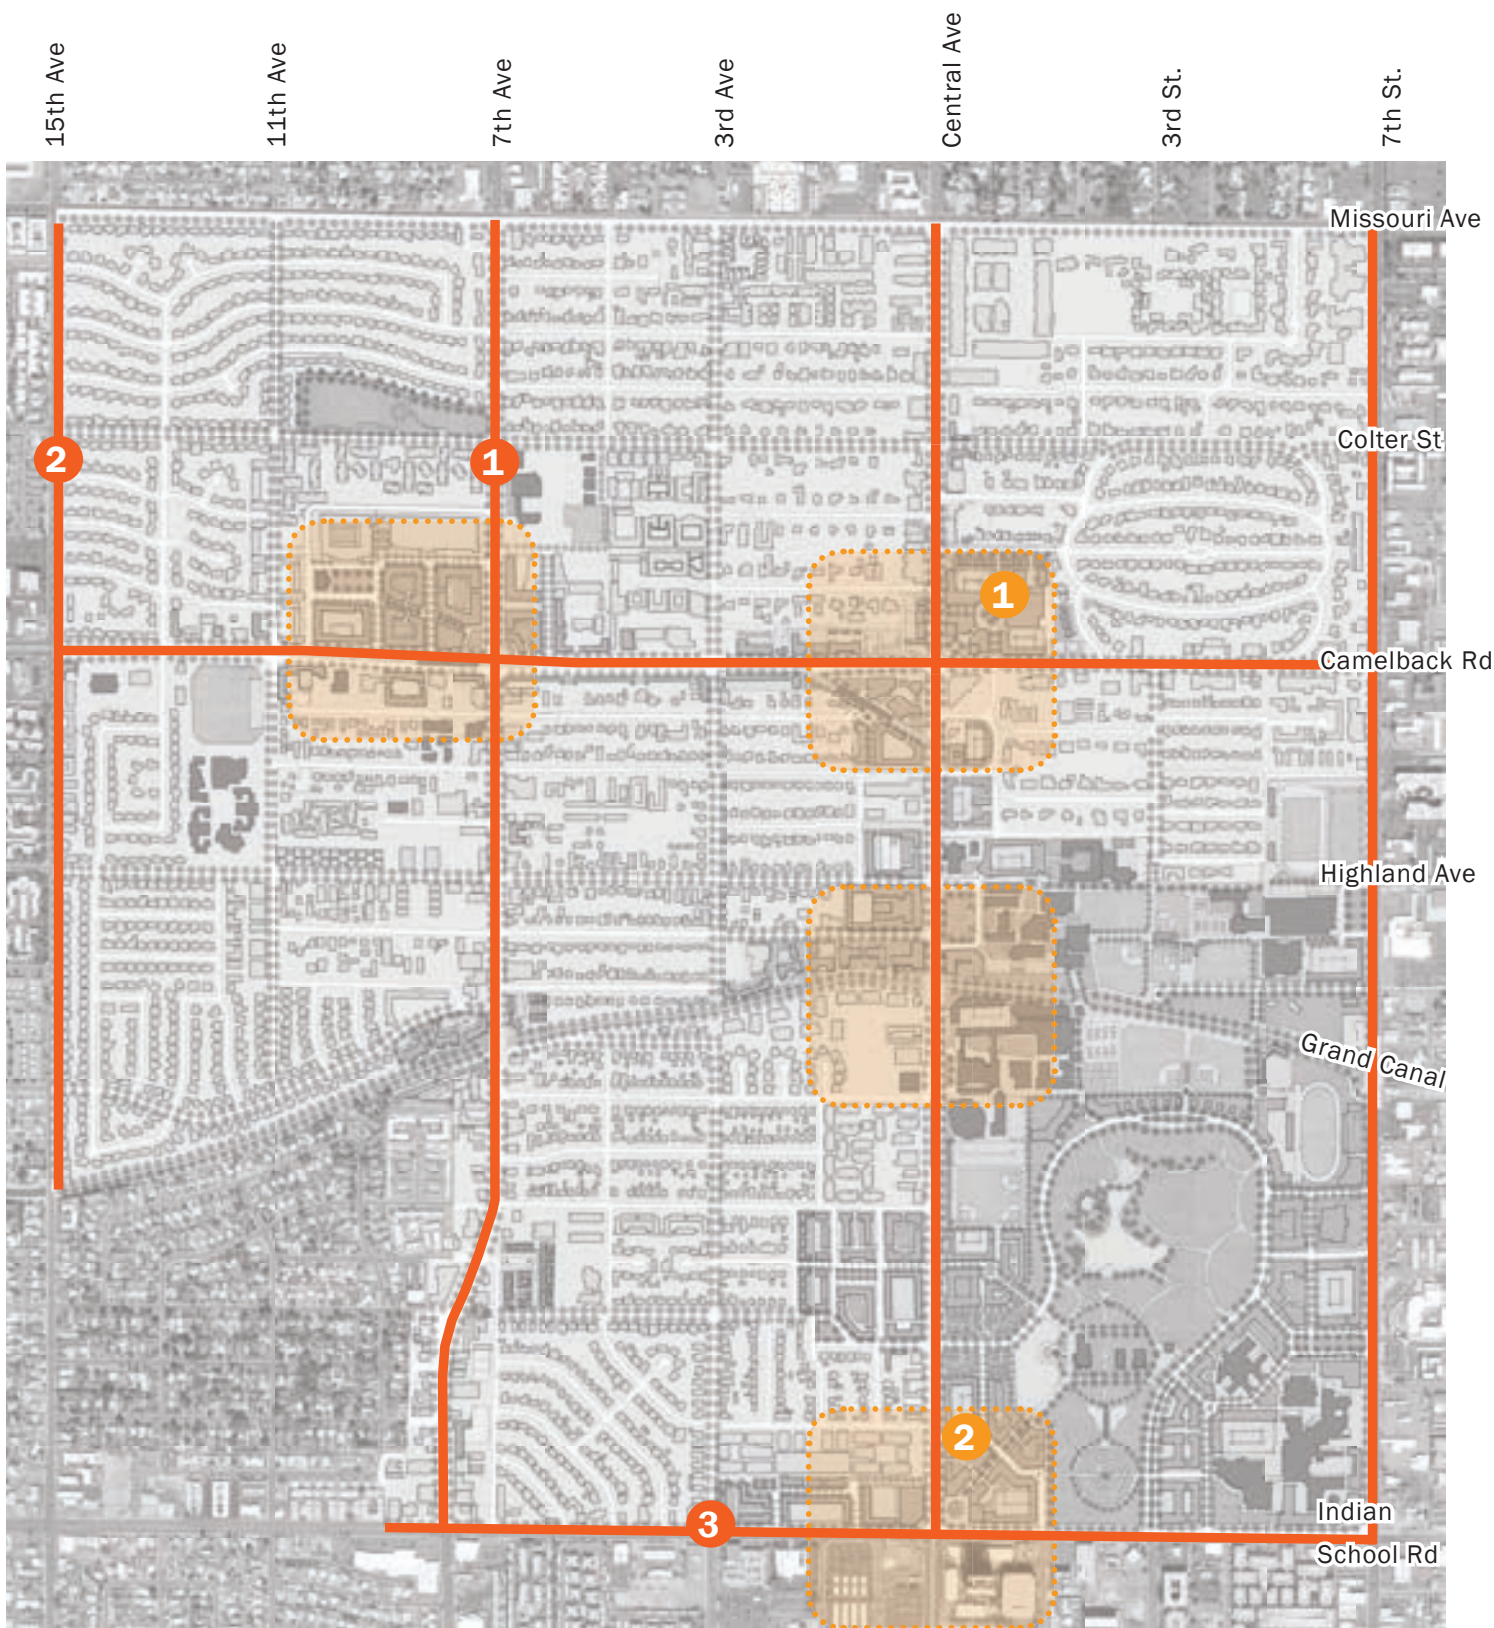 15th Ave
11th Ave
7th Ave
3rd Ave
Central Ave
3rd St.
7th St.
Missouri Ave
Colter St
2
1
1
Camelback Rd
Highland Ave
Grand Canal
2
3
Indian
School Rd